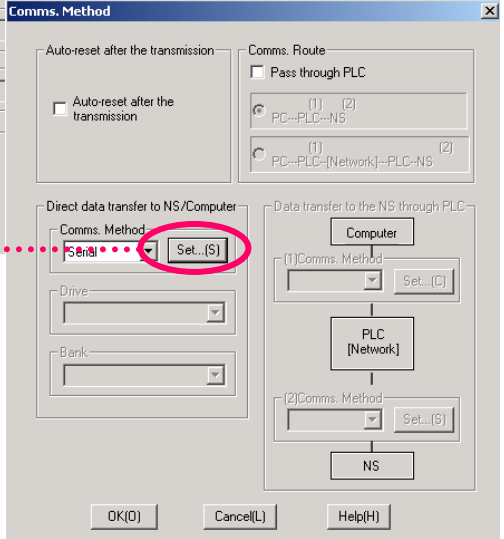 Comms. Method
Auto-reset after the transmission
Auto-reset after the
transmission
Comms. Route
Pass through PLC
(1) (2)
PC---PLC---NS
(1) (2)
PC---PLC--[Network]---PLC--NS
Direct data transfer to NS/Computer
Comms. Method
Serial
Set...(S)
Drive
Bank
Data transfer to the NS through PLC
Computer
(1)Comms. Method
Set...(C)
PLC
[Network]
(2)Comms. Method
Set...(S)
NS
OK(O)
Cancel(L)
Help(H)